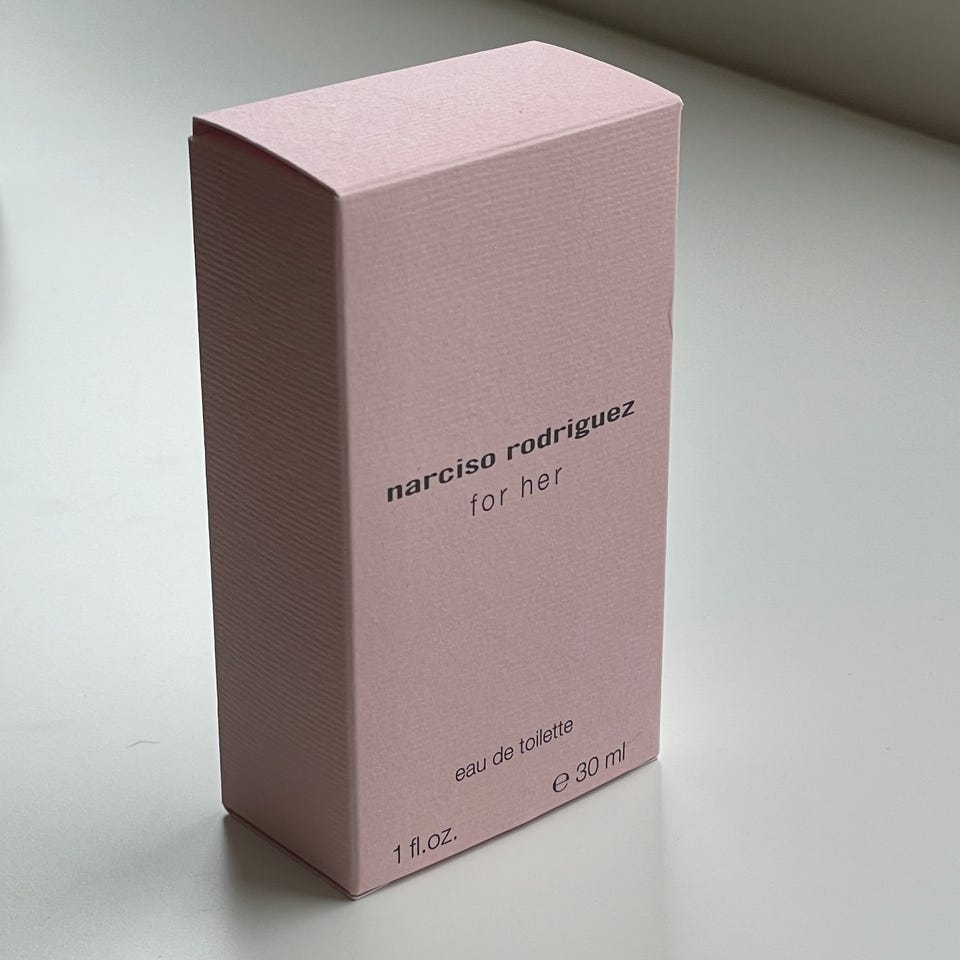 narciso rodriguez
for her
eau de toilette
1 fl.oz. ℮ 30 ml